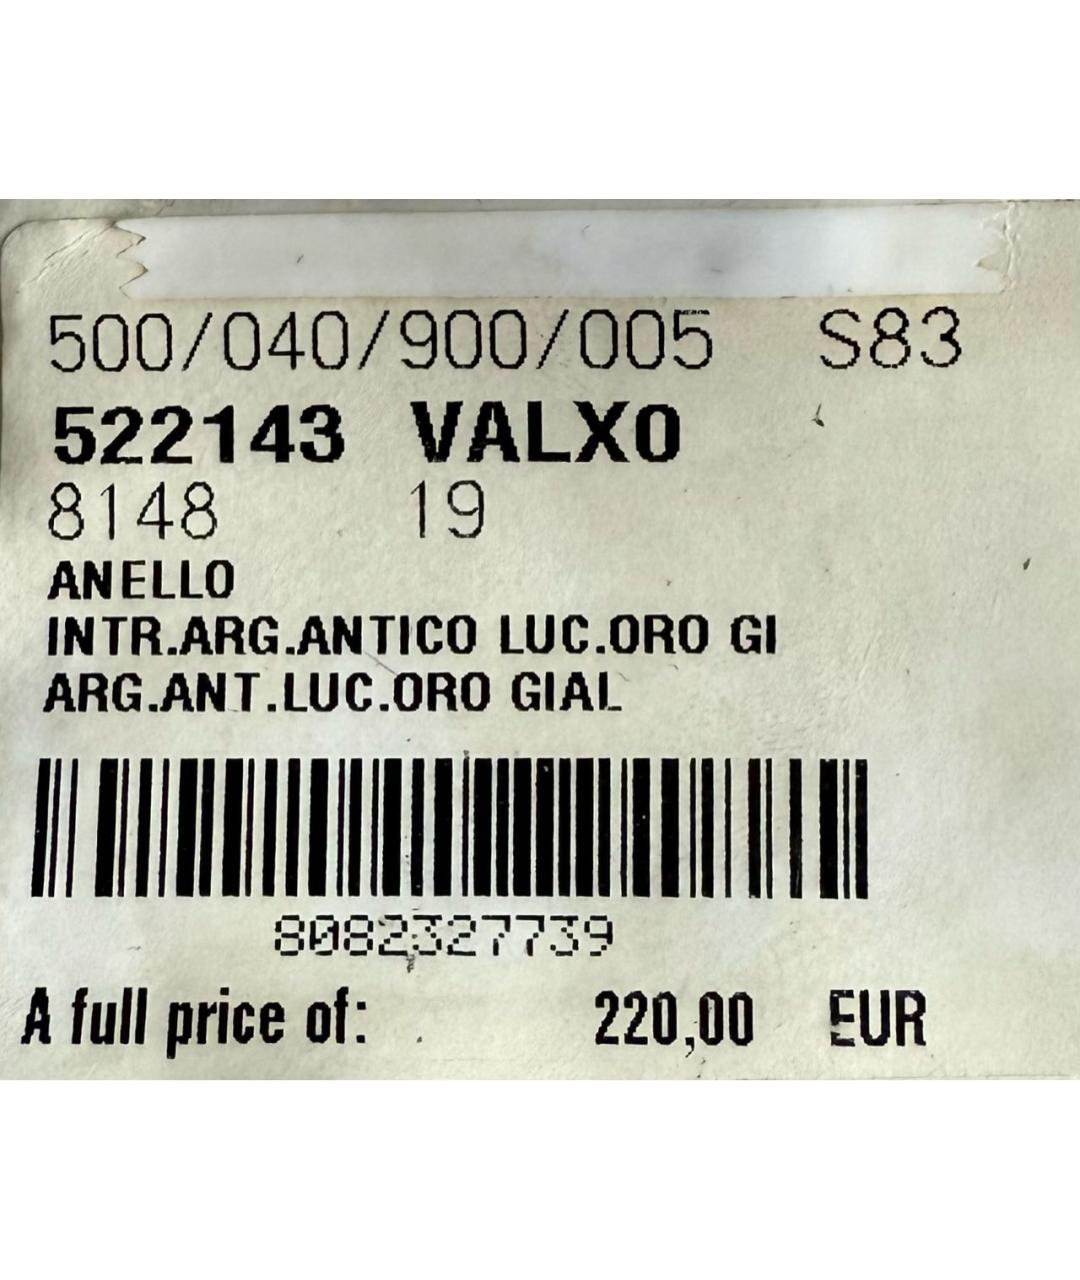 500/040/900/005 S83
522143 VALX0
8148 19
ANELLO
INTR.ARG.ANTICO LUC.ORO GI
ARG.ANT.LUC.ORO GIAL
8082327739
A full price of: 220,00 EUR